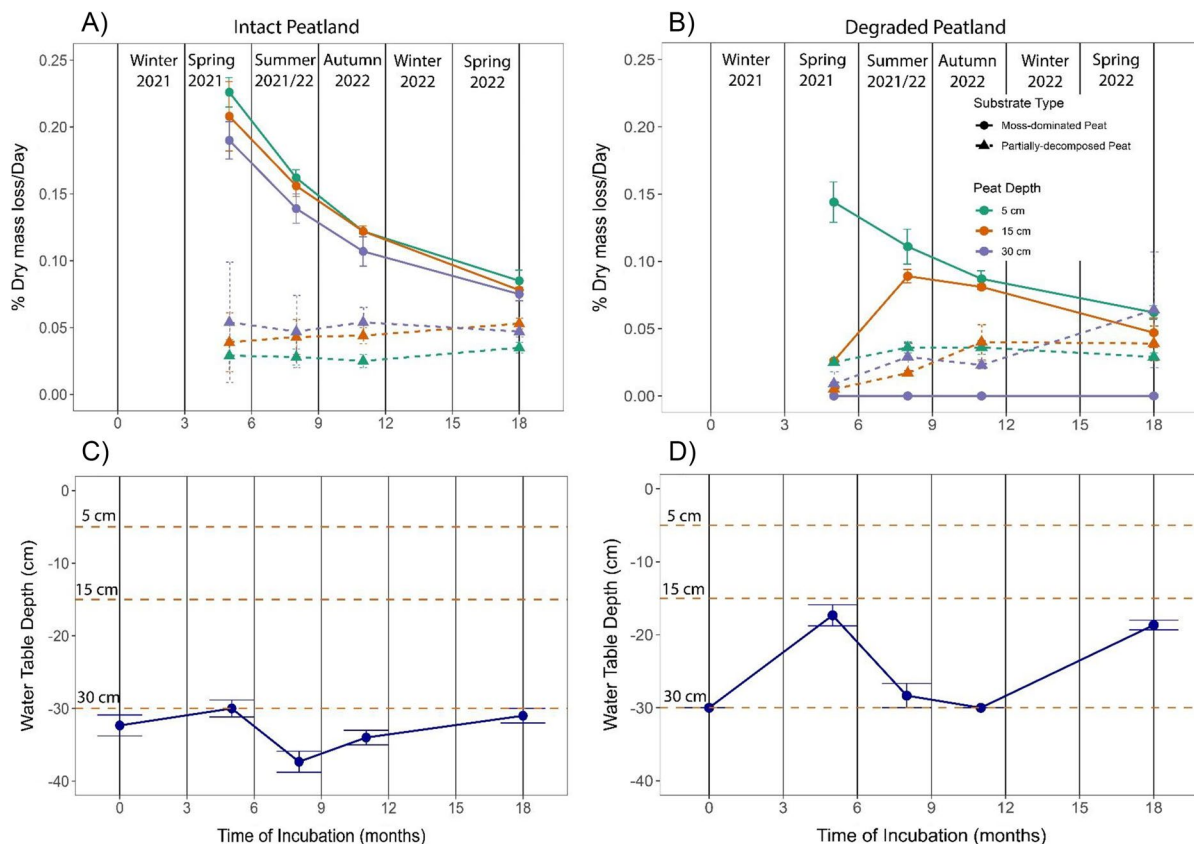 A)
Intact Peatland
B)
Degraded Peatland
Winter
2021
Spring
2021
Summer
2021/22
Autumn
2022
Winter
2022
Spring
2022
Winter
2021
Spring
2021
Summer
2021/22
Autumn
2022
Winter
2022
Spring
2022
% Dry mass loss/Day
0.25
0.20
0.15
0.10
0.05
0.00
0 3 6 9 12 15 18
% Dry mass loss/Day
0.25
0.20
0.15
0.10
0.05
0.00
0 3 6 9 12 15 18
Substrate Type
Moss-dominated Peat
Partially-decomposed Peat
Peat Depth
5 cm
15 cm
30 cm
C)
Water Table Depth (cm)
0
-10
-20
-30
-40
5 cm
15 cm
30 cm
0 3 6 9 12 15 18
Time of Incubation (months)
D)
Water Table Depth (cm)
0
-10
-20
-30
-40
5 cm
15 cm
30 cm
0 3 6 9 12 15 18
Time of Incubation (months)